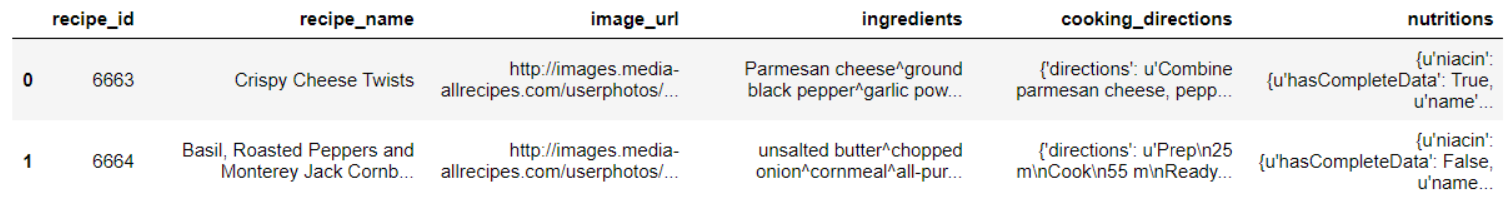 recipe_id recipe_name image_url ingredients cooking_directions nutritions
0 6663 Crispy Cheese Twists http://images.media-allrecipes.com/userphotos/... Parmesan cheese^ground black pepper^garlic pow... {'directions': u'Combine parmesan cheese, pepp... {u'niacin': {u'hasCompleteData': True, u'name'...
1 6664 Basil, Roasted Peppers and Monterey Jack Cornb... http://images.media-allrecipes.com/userphotos/... unsalted butter^chopped onion^cornmeal^all-pur... {'directions': u'Prep\n25 m\nCook\n55 m\nReady... {u'niacin': {u'hasCompleteData': False, u'name...